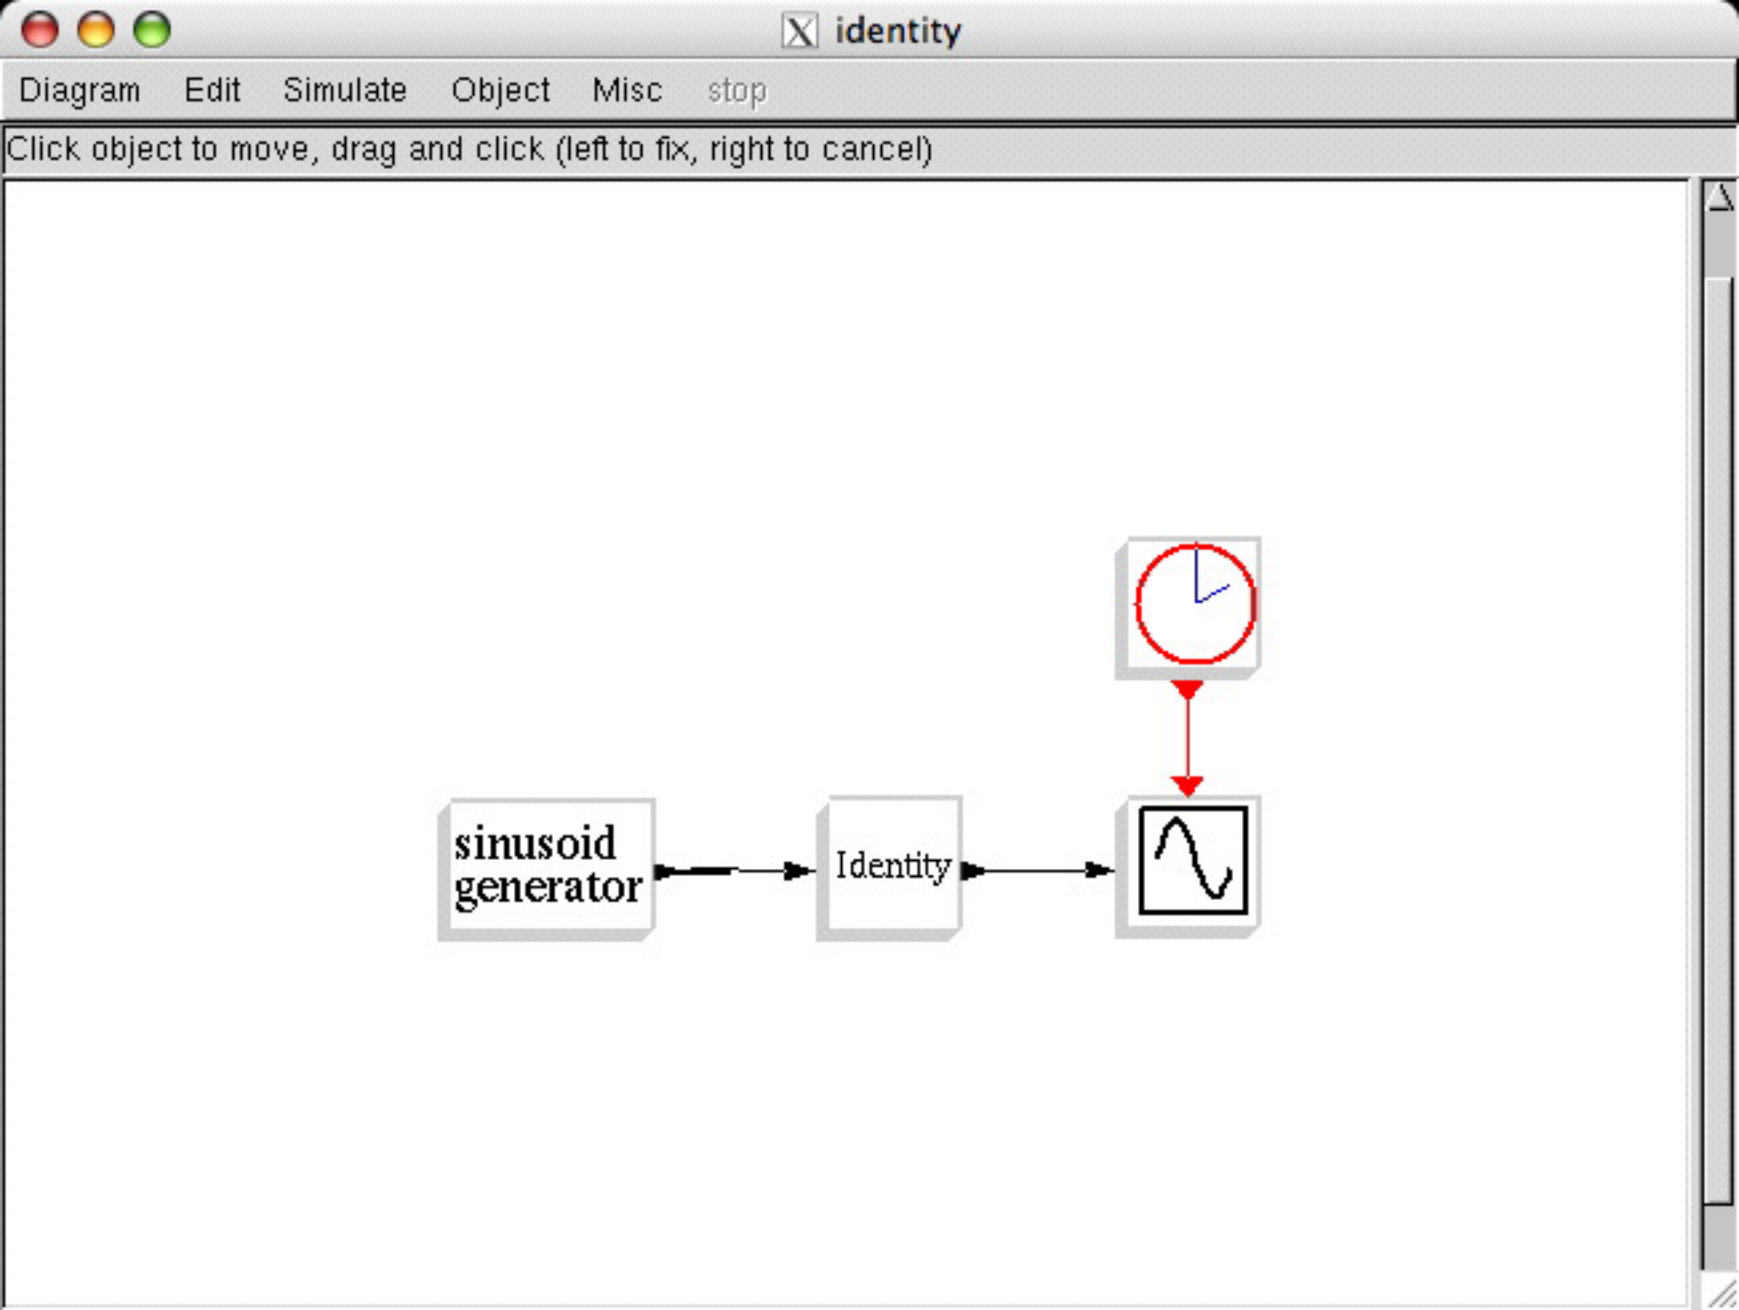 identity
Diagram Edit Simulate Object Misc stop
Click object to move, drag and click (left to fix, right to cancel)
sinusoid
generator
Identity